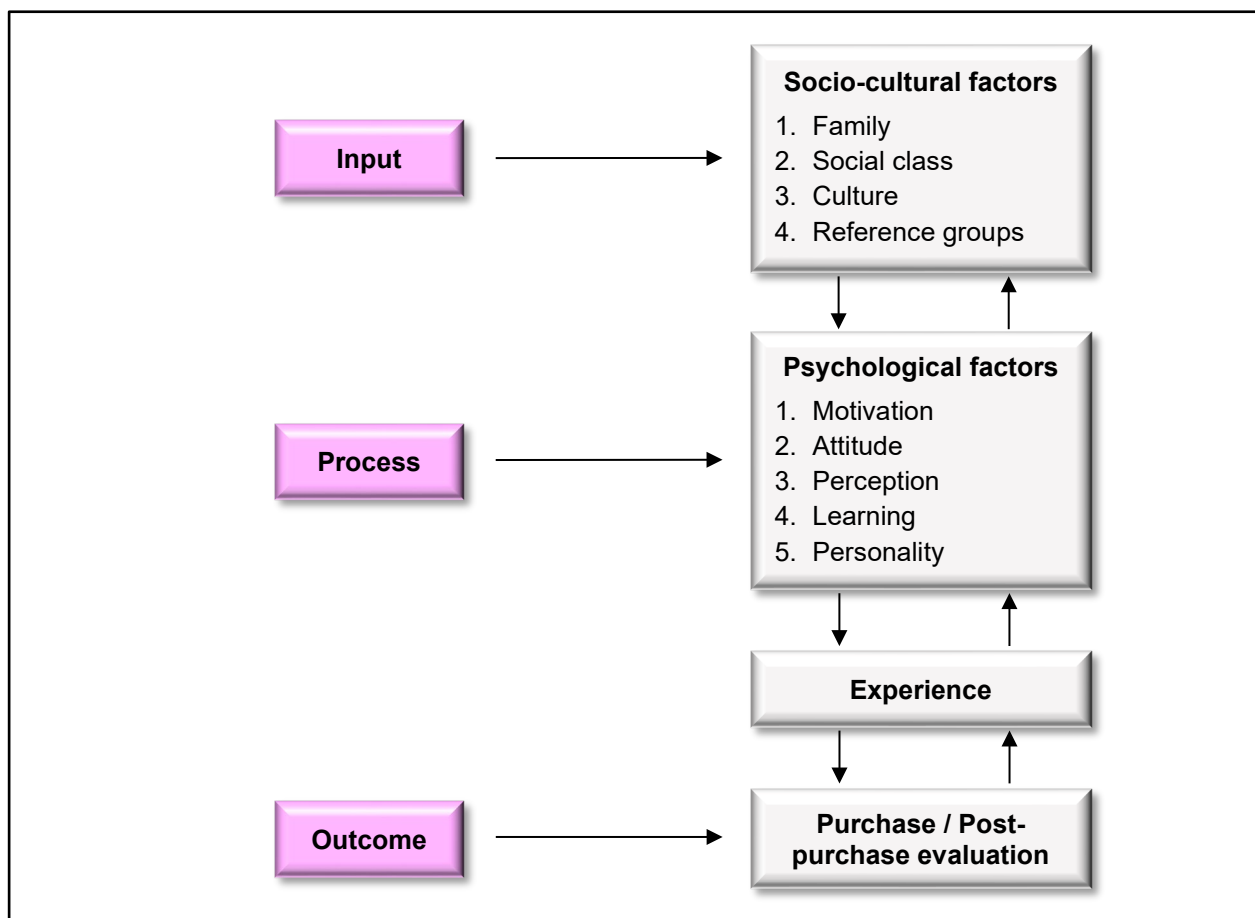 Socio-cultural factors
Input
1. Family
2. Social class
3. Culture
4. Reference groups
Psychological factors
Process
1. Motivation
2. Attitude
3. Perception
4. Learning
5. Personality
Experience
Outcome
Purchase / Post-
purchase evaluation